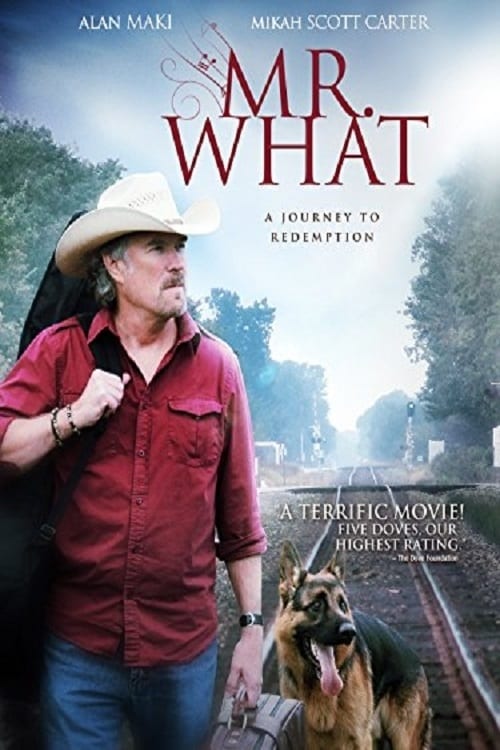 ALAN MAKI MIKAH SCOTT CARTER
MR.
WHAT
A JOURNEY TO
REDEMPTION
A TERRIFIC MOVIE!
FIVE DOVES, OUR
HIGHEST RATING
– The Dove Foundation